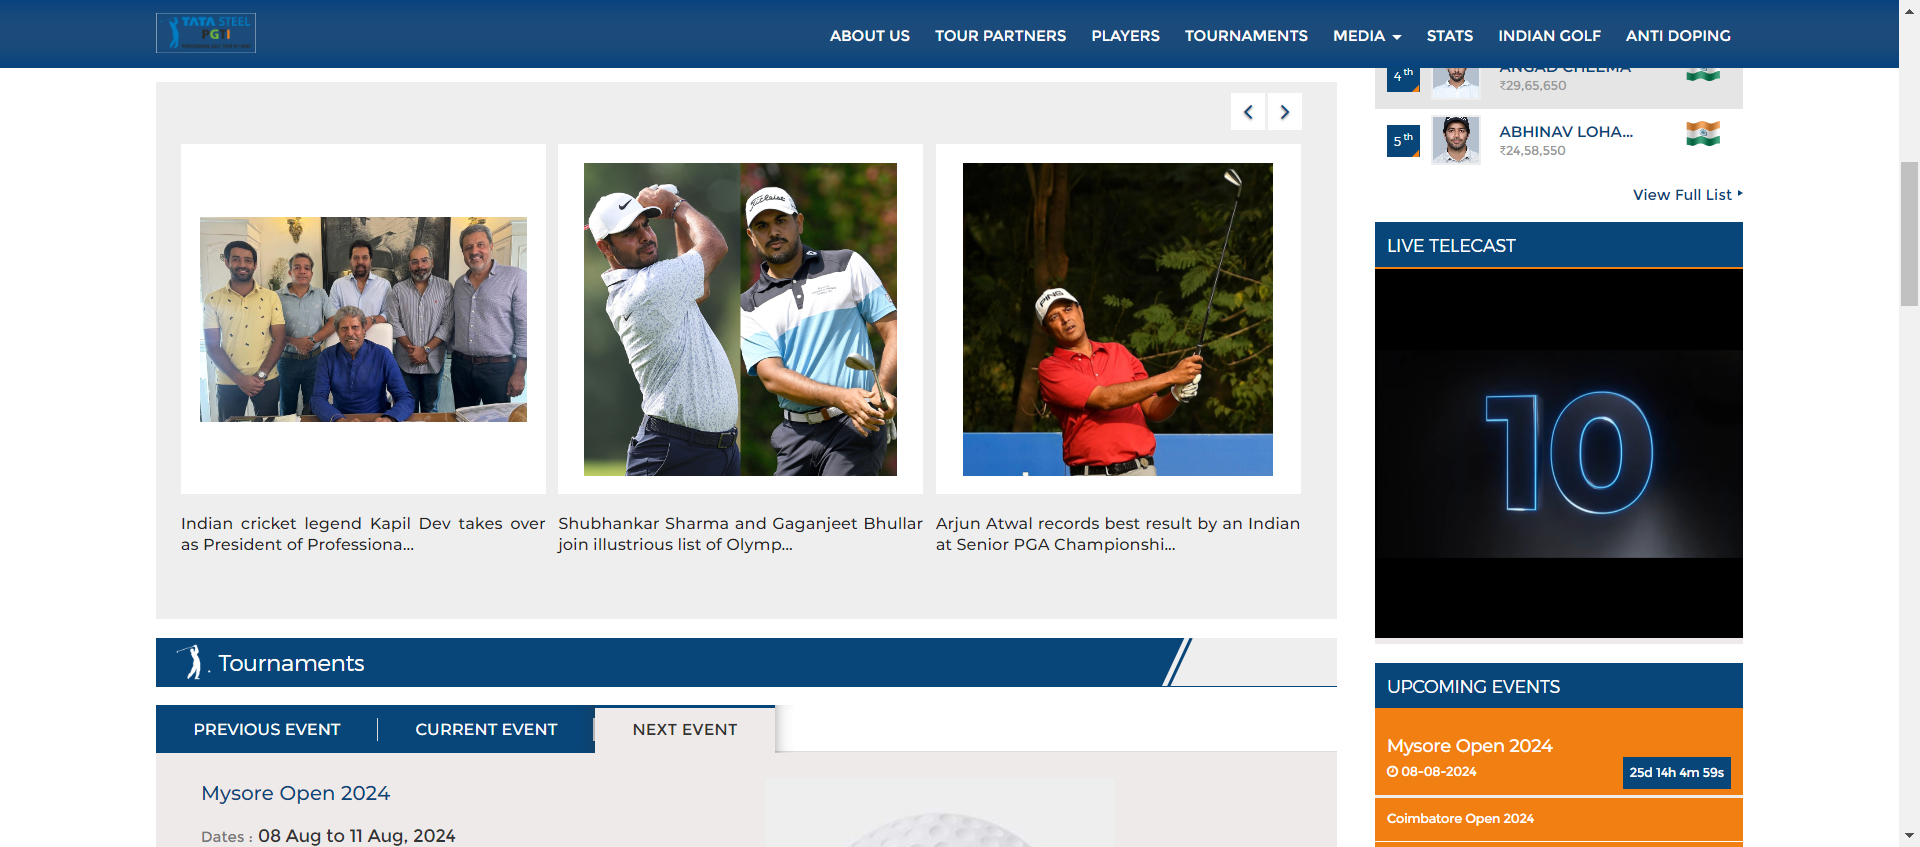 TATA STEEL
PGTI
ABOUT US
TOUR PARTNERS
PLAYERS
TOURNAMENTS
MEDIA
STATS
INDIAN GOLF
ANTI DOPING
4th
ANGAD CHEEMA
₹29,65,650
5th
ABHINAV LOHA...
₹24,58,550
View Full List
Titleist
PING
Indian cricket legend Kapil Dev takes over
as President of Professiona...
Shubhankar Sharma and Gaganjeet Bhullar
join illustrious list of Olymp...
Arjun Atwal records best result by an Indian
at Senior PGA Championshi...
LIVE TELECAST
10
Tournaments
PREVIOUS EVENT
CURRENT EVENT
NEXT EVENT
Mysore Open 2024
Dates : 08 Aug to 11 Aug, 2024
UPCOMING EVENTS
Mysore Open 2024
08-08-2024
25d 14h 4m 59s
Coimbatore Open 2024